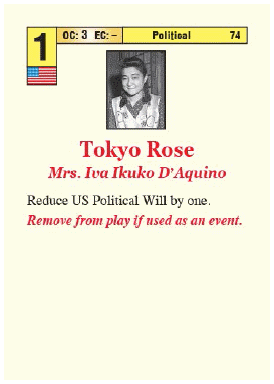 1 OC: 3 EC: – Political 74
Tokyo Rose
Mrs. Iva Ikuko D'Aquino
Reduce US Political Will by one.
Remove from play if used as an event.